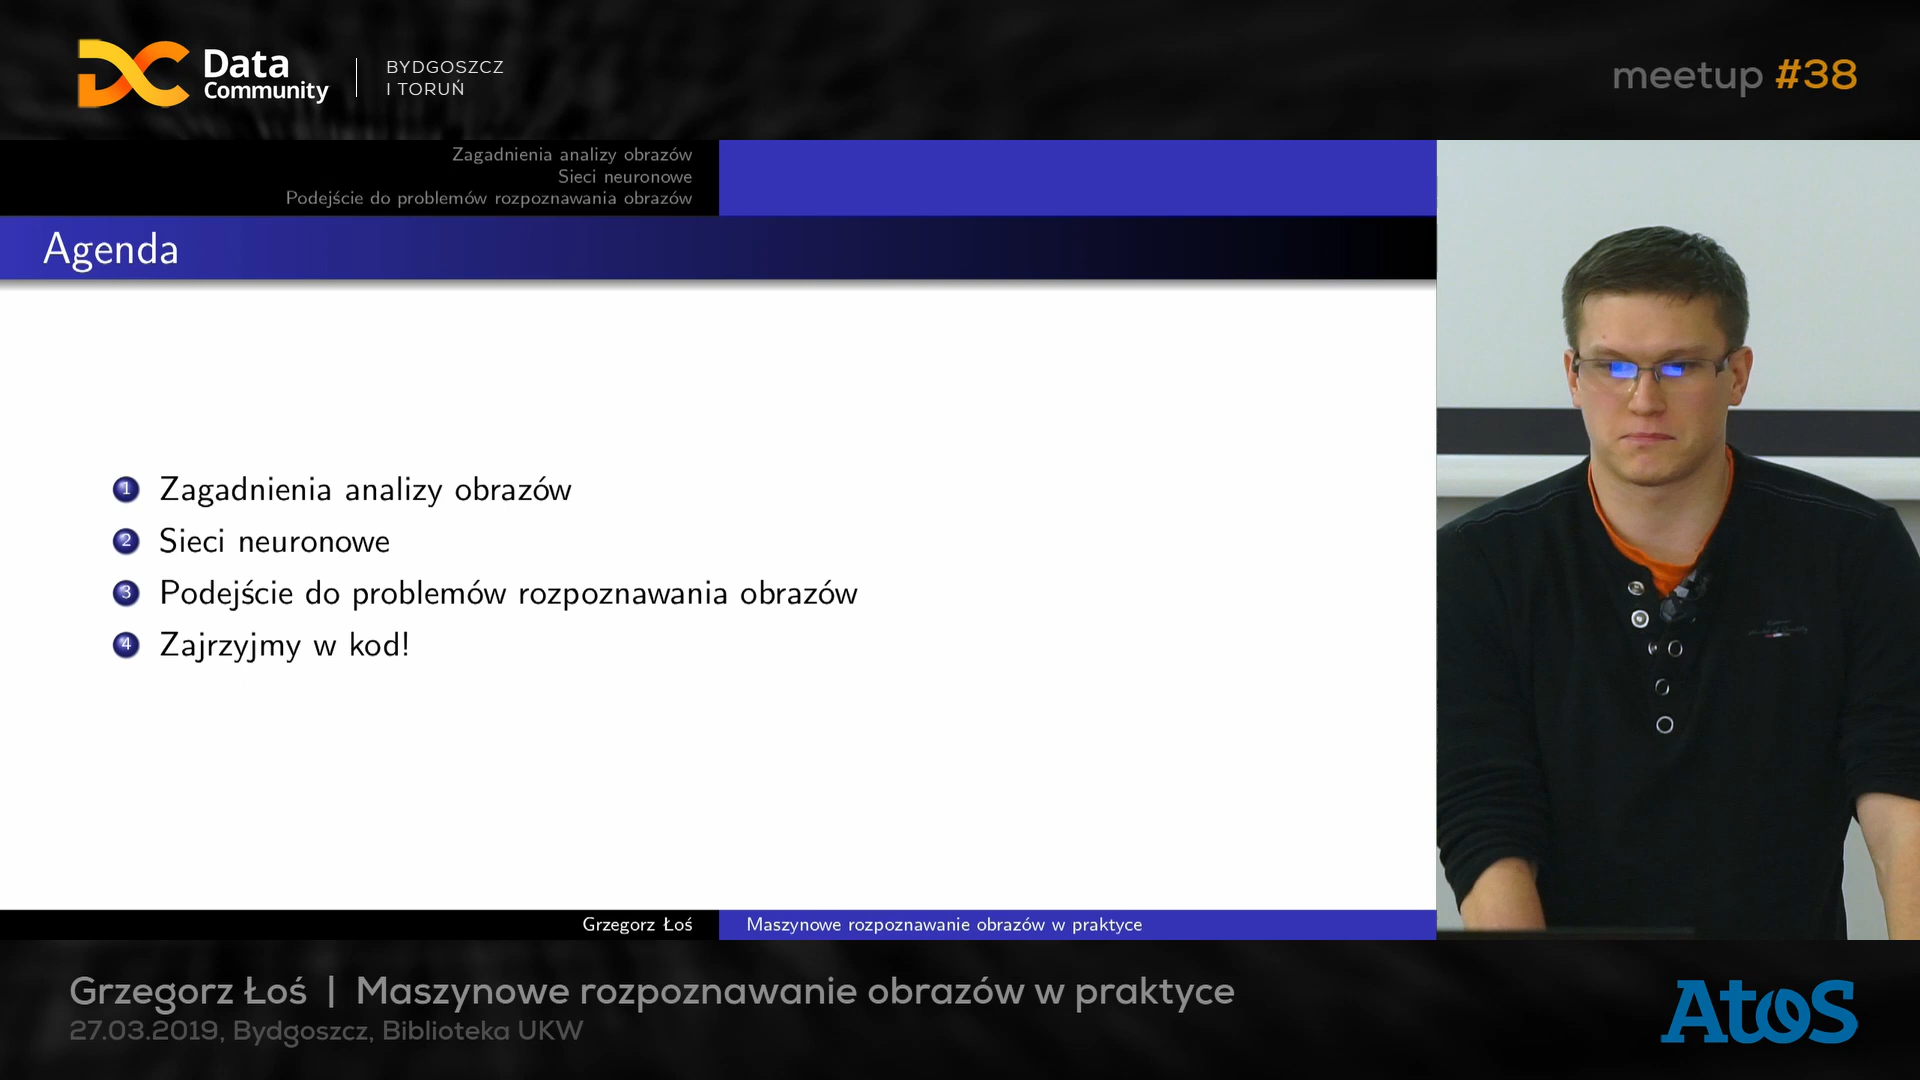 Data
Community
BYDGOSZCZ
I TORUŃ
meetup #38
Zagadnienia analizy obrazów
Sieci neuronowe
Podejście do problemów rozpoznawania obrazów
Agenda
1 Zagadnienia analizy obrazów
2 Sieci neuronowe
3 Podejście do problemów rozpoznawania obrazów
4 Zajrzyjmy w kod!
Grzegorz Łoś
Maszynowe rozpoznawanie obrazów w praktyce
Grzegorz Łoś | Maszynowe rozpoznawanie obrazów w praktyce
27.03.2019, Bydgoszcz, Biblioteka UKW
Atos